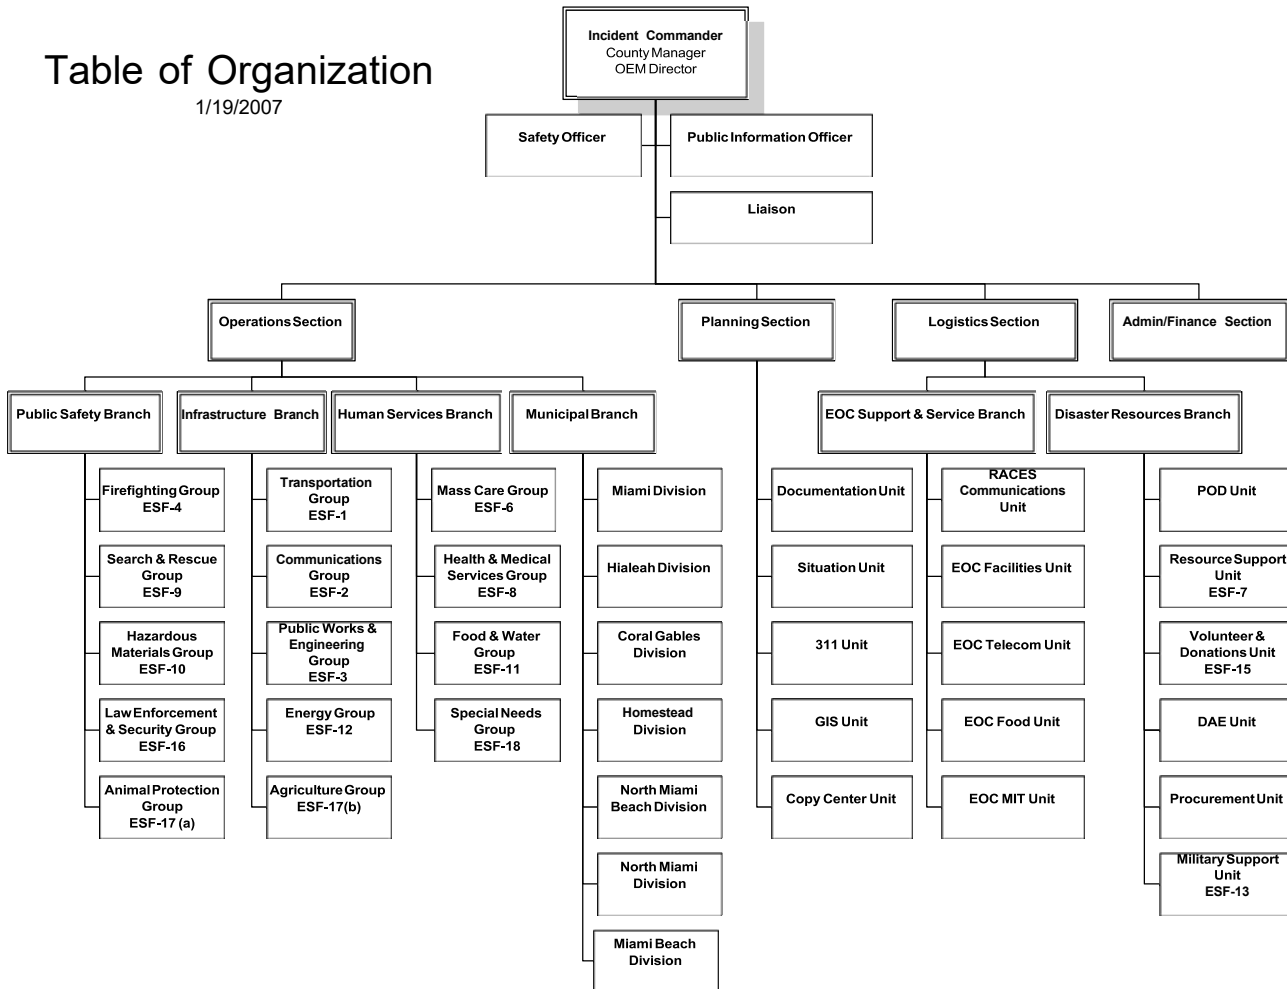 Table of Organization
1/19/2007
Incident Commander
County Manager
OEM Director
Safety Officer
Public Information Officer
Liaison
Operations Section
Planning Section
Logistics Section
Admin/Finance Section
Public Safety Branch
Infrastructure Branch
Human Services Branch
Municipal Branch
EOC Support & Service Branch
Disaster Resources Branch
Firefighting Group
ESF-4
Search & Rescue
Group
ESF-9
Hazardous
Materials Group
ESF-10
Law Enforcement
& Security Group
ESF-16
Animal Protection
Group
ESF-17 (a)
Transportation
Group
ESF-1
Communications
Group
ESF-2
Public Works &
Engineering
Group
ESF-3
Energy Group
ESF-12
Agriculture Group
ESF-17(b)
Mass Care Group
ESF-6
Health & Medical
Services Group
ESF-8
Food & Water
Group
ESF-11
Special Needs
Group
ESF-18
Miami Division
Hialeah Division
Coral Gables
Division
Homestead
Division
North Miami
Beach Division
North Miami
Division
Miami Beach
Division
Documentation Unit
Situation Unit
311 Unit
GIS Unit
Copy Center Unit
RACES
Communications
Unit
EOC Facilities Unit
EOC Telecom Unit
EOC Food Unit
EOC MIT Unit
POD Unit
Resource Support
Unit
ESF-7
Volunteer &
Donations Unit
ESF-15
DAE Unit
Procurement Unit
Military Support
Unit
ESF-13